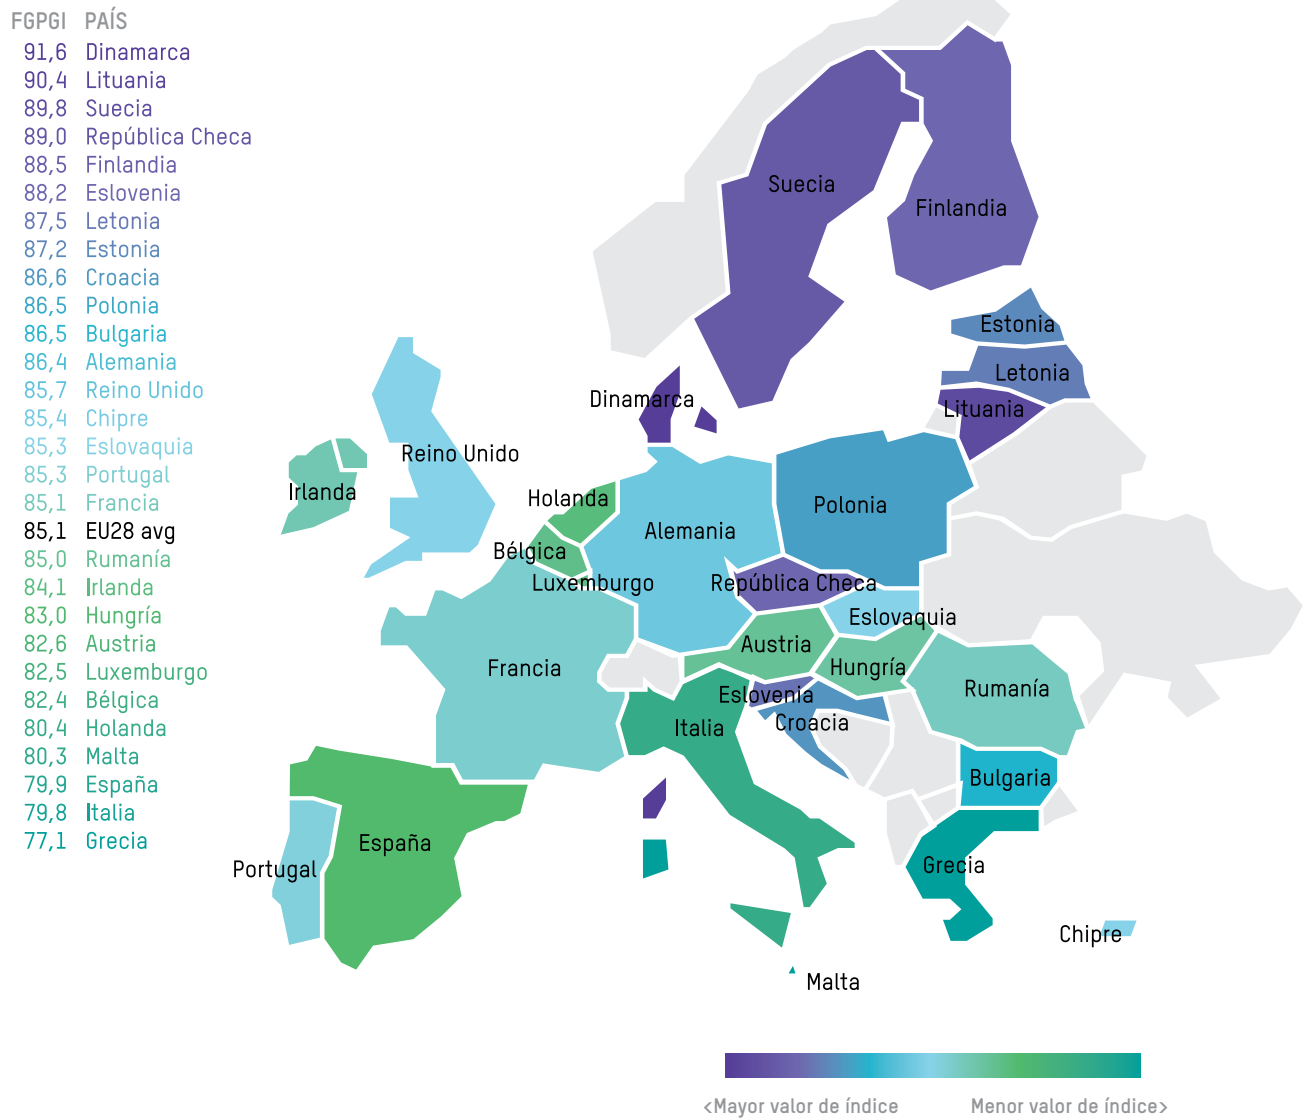 FGPGI PAÍS
91,6 Dinamarca
90,4 Lituania
89,8 Suecia
89,0 República Checa
88,5 Finlandia
88,2 Eslovenia
87,5 Letonia
87,2 Estonia
86,6 Croacia
86,5 Polonia
86,5 Bulgaria
86,4 Alemania
85,7 Reino Unido
85,4 Chipre
85,3 Eslovaquia
85,3 Portugal
85,1 Francia
85,1 EU28 avg
85,0 Rumanía
84,1 Irlanda
83,0 Hungría
82,6 Austria
82,5 Luxemburgo
82,4 Bélgica
80,4 Holanda
80,3 Malta
79,9 España
79,8 Italia
77,1 Grecia
Suecia
Finlandia
Estonia
Letonia
Dinamarca
Lituania
Reino Unido
Irlanda
Holanda
Polonia
Alemania
Bélgica
Luxemburgo
República Checa
Eslovaquia
Austria
Francia
Hungría
Eslovenia
Rumanía
Italia
Croacia
Bulgaria
España
Portugal
Grecia
Chipre
Malta
<Mayor valor de índice
Menor valor de índice>